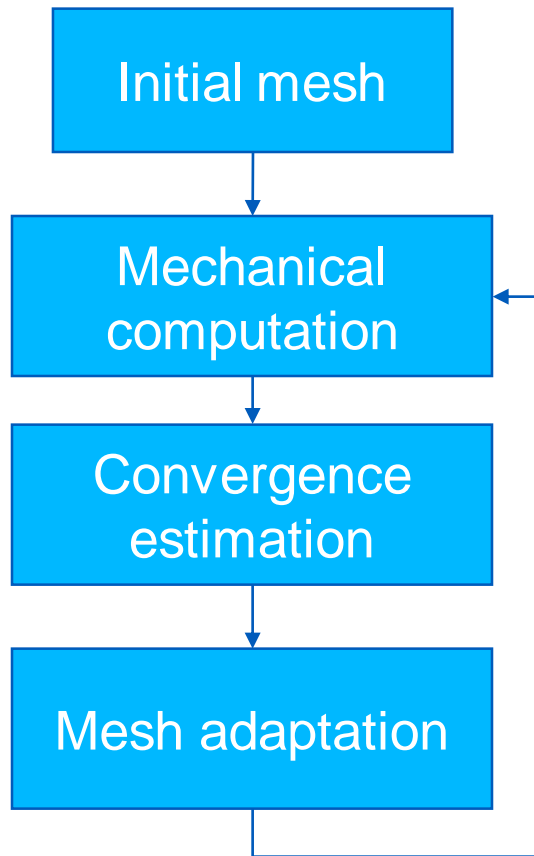 Initial mesh
Mechanical
computation
Convergence
estimation
Mesh adaptation